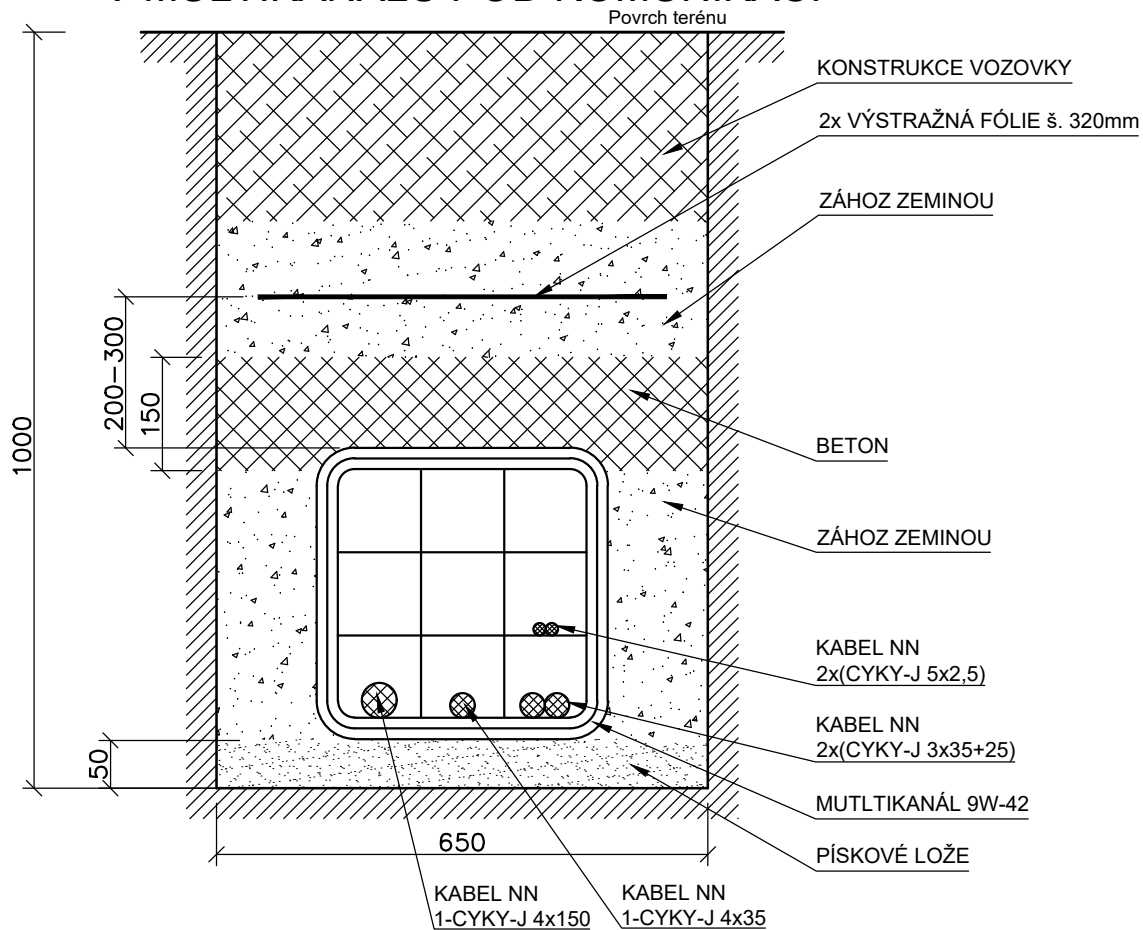 Povrch terénu
KONSTRUKCE VOZOVKY
2x VÝSTRAŽNÁ FÓLIE š. 320mm
ZÁHOZ ZEMINOU
BETON
ZÁHOZ ZEMINOU
KABEL NN
2x(CYKY-J 5x2,5)
KABEL NN
2x(CYKY-J 3x35+25)
MUTLTIKANÁL 9W-42
PÍSKOVÉ LOŽE
KABEL NN
1-CYKY-J 4x150
KABEL NN
1-CYKY-J 4x35
1000
200-300
150
50
650